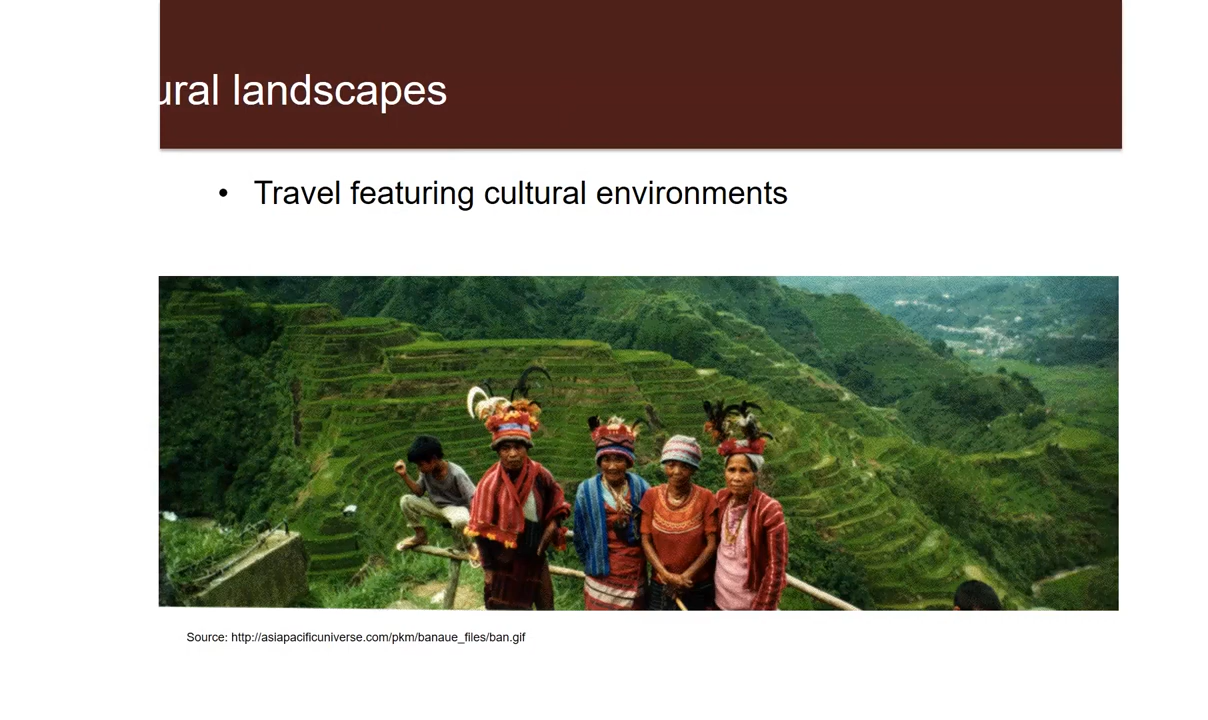 ural landscapes
• Travel featuring cultural environments
Source: http://asiapacificuniverse.com/pkm/banaue_files/ban.gif